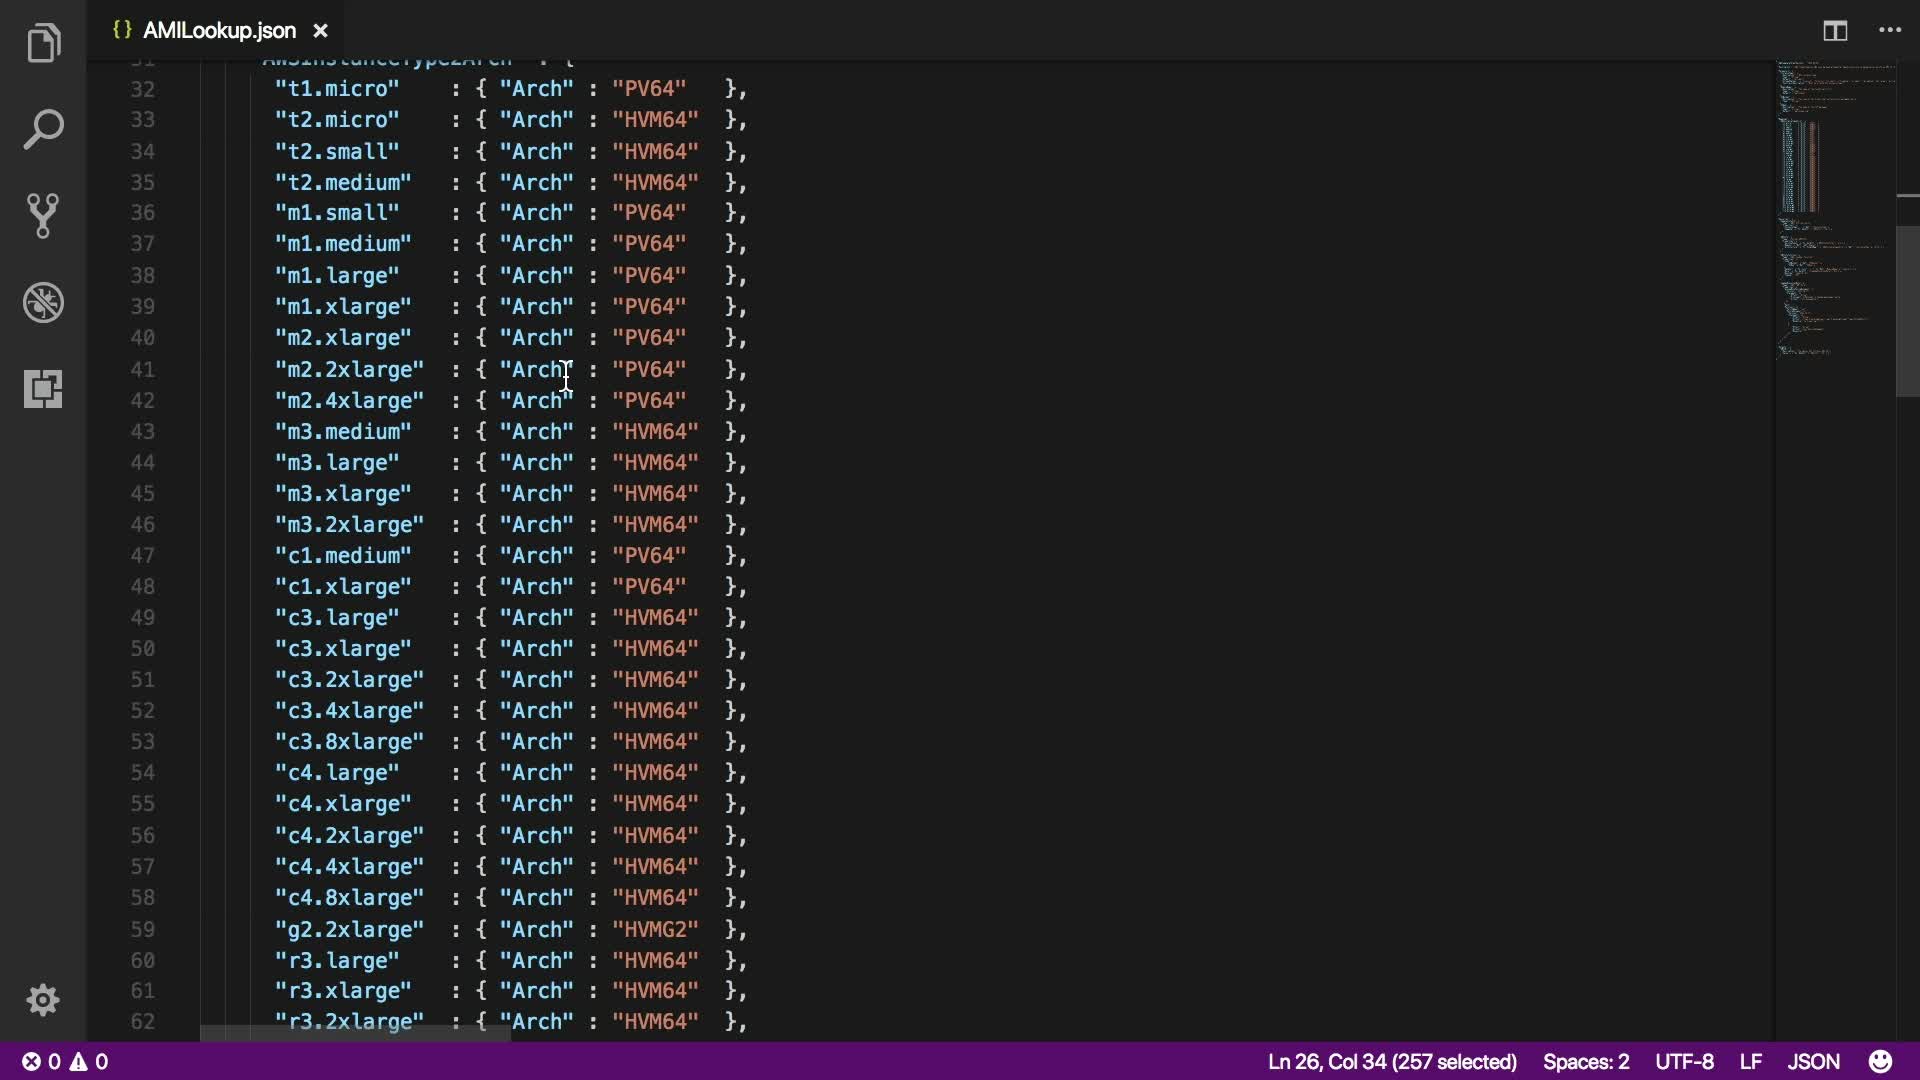 {} AMILookup.json ×
31 "AWSInstanceType2Arch" : {
32 "t1.micro" : { "Arch" : "PV64" },
33 "t2.micro" : { "Arch" : "HVM64" },
34 "t2.small" : { "Arch" : "HVM64" },
35 "t2.medium" : { "Arch" : "HVM64" },
36 "m1.small" : { "Arch" : "PV64" },
37 "m1.medium" : { "Arch" : "PV64" },
38 "m1.large" : { "Arch" : "PV64" },
39 "m1.xlarge" : { "Arch" : "PV64" },
40 "m2.xlarge" : { "Arch" : "PV64" },
41 "m2.2xlarge" : { "Arch" : "PV64" },
42 "m2.4xlarge" : { "Arch" : "PV64" },
43 "m3.medium" : { "Arch" : "HVM64" },
44 "m3.large" : { "Arch" : "HVM64" },
45 "m3.xlarge" : { "Arch" : "HVM64" },
46 "m3.2xlarge" : { "Arch" : "HVM64" },
47 "c1.medium" : { "Arch" : "PV64" },
48 "c1.xlarge" : { "Arch" : "PV64" },
49 "c3.large" : { "Arch" : "HVM64" },
50 "c3.xlarge" : { "Arch" : "HVM64" },
51 "c3.2xlarge" : { "Arch" : "HVM64" },
52 "c3.4xlarge" : { "Arch" : "HVM64" },
53 "c3.8xlarge" : { "Arch" : "HVM64" },
54 "c4.large" : { "Arch" : "HVM64" },
55 "c4.xlarge" : { "Arch" : "HVM64" },
56 "c4.2xlarge" : { "Arch" : "HVM64" },
57 "c4.4xlarge" : { "Arch" : "HVM64" },
58 "c4.8xlarge" : { "Arch" : "HVM64" },
59 "g2.2xlarge" : { "Arch" : "HVMG2" },
60 "r3.large" : { "Arch" : "HVM64" },
61 "r3.xlarge" : { "Arch" : "HVM64" },
62 "r3.2xlarge" : { "Arch" : "HVM64" },
0 0 Ln 26, Col 34 (257 selected) Spaces: 2 UTF-8 LF JSON